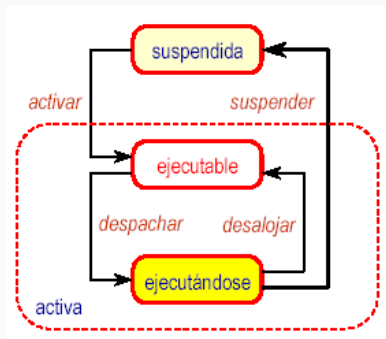 suspendida
activar suspender
ejecutable
despachar desalojar
ejecutándose
activa